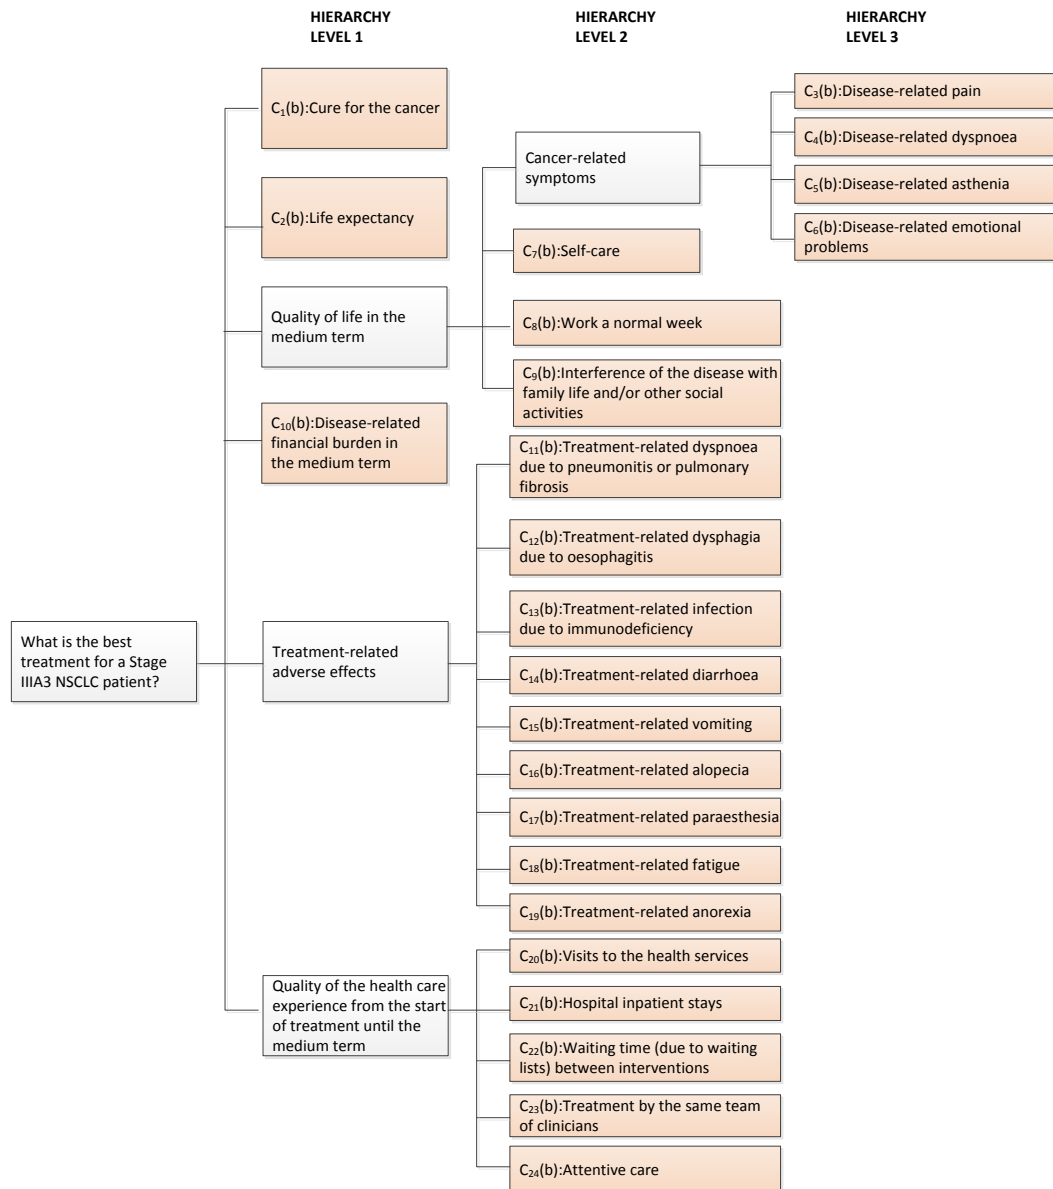 HIERARCHY
LEVEL 1
HIERARCHY
LEVEL 2
HIERARCHY
LEVEL 3
What is the best
treatment for a Stage
IIIA3 NSCLC patient?
C₁(b):Cure for the cancer
C₂(b):Life expectancy
Quality of life in the
medium term
Cancer-related
symptoms
C₃(b):Disease-related pain
C₄(b):Disease-related dyspnoea
C₅(b):Disease-related asthenia
C₆(b):Disease-related emotional
problems
C₇(b):Self-care
C₈(b):Work a normal week
C₉(b):Interference of the disease with
family life and/or other social
activities
C₁₀(b):Disease-related
financial burden in
the medium term
Treatment-related
adverse effects
C₁₁(b):Treatment-related dyspnoea
due to pneumonitis or pulmonary
fibrosis
C₁₂(b):Treatment-related dysphagia
due to oesophagitis
C₁₃(b):Treatment-related infection
due to immunodeficiency
C₁₄(b):Treatment-related diarrhoea
C₁₅(b):Treatment-related vomiting
C₁₆(b):Treatment-related alopecia
C₁₇(b):Treatment-related paraesthesia
C₁₈(b):Treatment-related fatigue
C₁₉(b):Treatment-related anorexia
Quality of the health care
experience from the start
of treatment until the
medium term
C₂₀(b):Visits to the health services
C₂₁(b):Hospital inpatient stays
C₂₂(b):Waiting time (due to waiting
lists) between interventions
C₂₃(b):Treatment by the same team
of clinicians
C₂₄(b):Attentive care